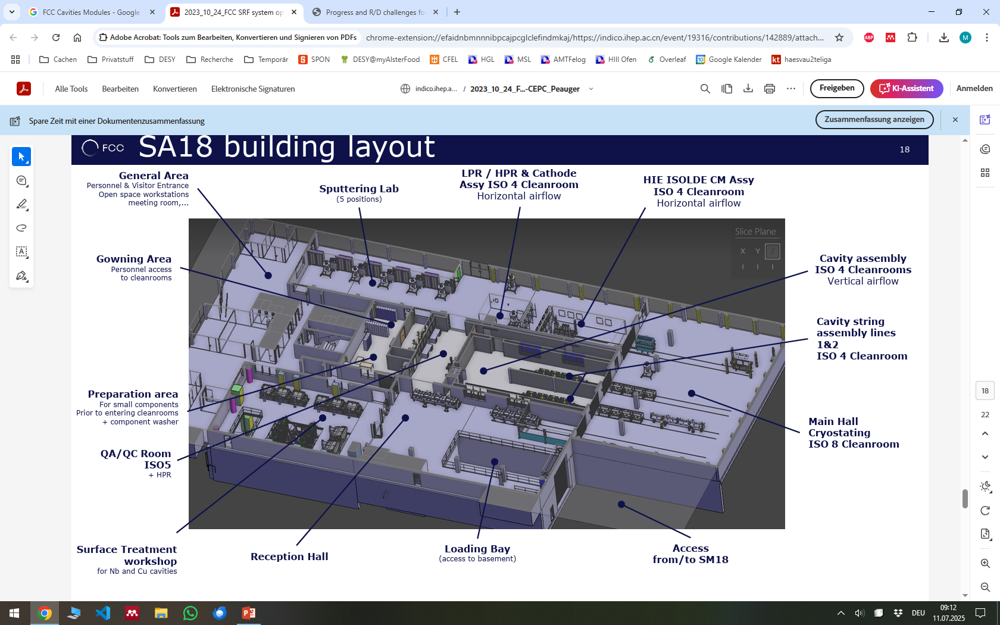 FCC Cavities Modules - Google
2023_10_24_FCC SRF system op
Progress and R/D challenges fo
Adobe Acrobat: Tools zum Bearbeiten, Konvertieren und Signieren von PDFs
chrome-extension://efaidnbmnnnibpcajpcglclefindmkaj/https://indico.ihep.ac.cn/event/19316/contributions/142889/attach...
ABP
M
Cachen
Privatstuff
DESY
Recherche
Temporär
SPON
DESY@myAlsterFood
CFEL
HGL
MSL
AMTFelog
HIII Ofen
Overleaf
Google Kalender
haesvau2teliga
Alle Tools
Bearbeiten
Konvertieren
Elektronische Signaturen
indico.ihep.a... / 2023_10_24_F...-CEPC_Peauger
Freigeben
KI-Assistent
Anmelden
Spare Zeit mit einer Dokumentenzusammenfassung
Zusammenfassung anzeigen
FCC
SA18 building layout
18
General Area
Personnel & Visitor Entrance
Open space workstations
meeting room,...
Sputtering Lab
(5 positions)
LPR / HPR & Cathode
Assy ISO 4 Cleanroom
Horizontal airflow
HIE ISOLDE CM Assy
ISO 4 Cleanroom
Horizontal airflow
Slice Plane
X Y Z
Gowning Area
Personnel access
to cleanrooms
Cavity assembly
ISO 4 Cleanrooms
Vertical airflow
Cavity string
assembly lines
1&2
ISO 4 Cleanroom
Preparation area
For small components
Prior to entering cleanrooms
+ component washer
Main Hall
Cryostating
ISO 8 Cleanroom
QA/QC Room
ISO5
+ HPR
Surface Treatment
workshop
for Nb and Cu cavities
Reception Hall
Loading Bay
(access to basement)
Access
from/to SM18
18
22
DEU
09:12
11.07.2025